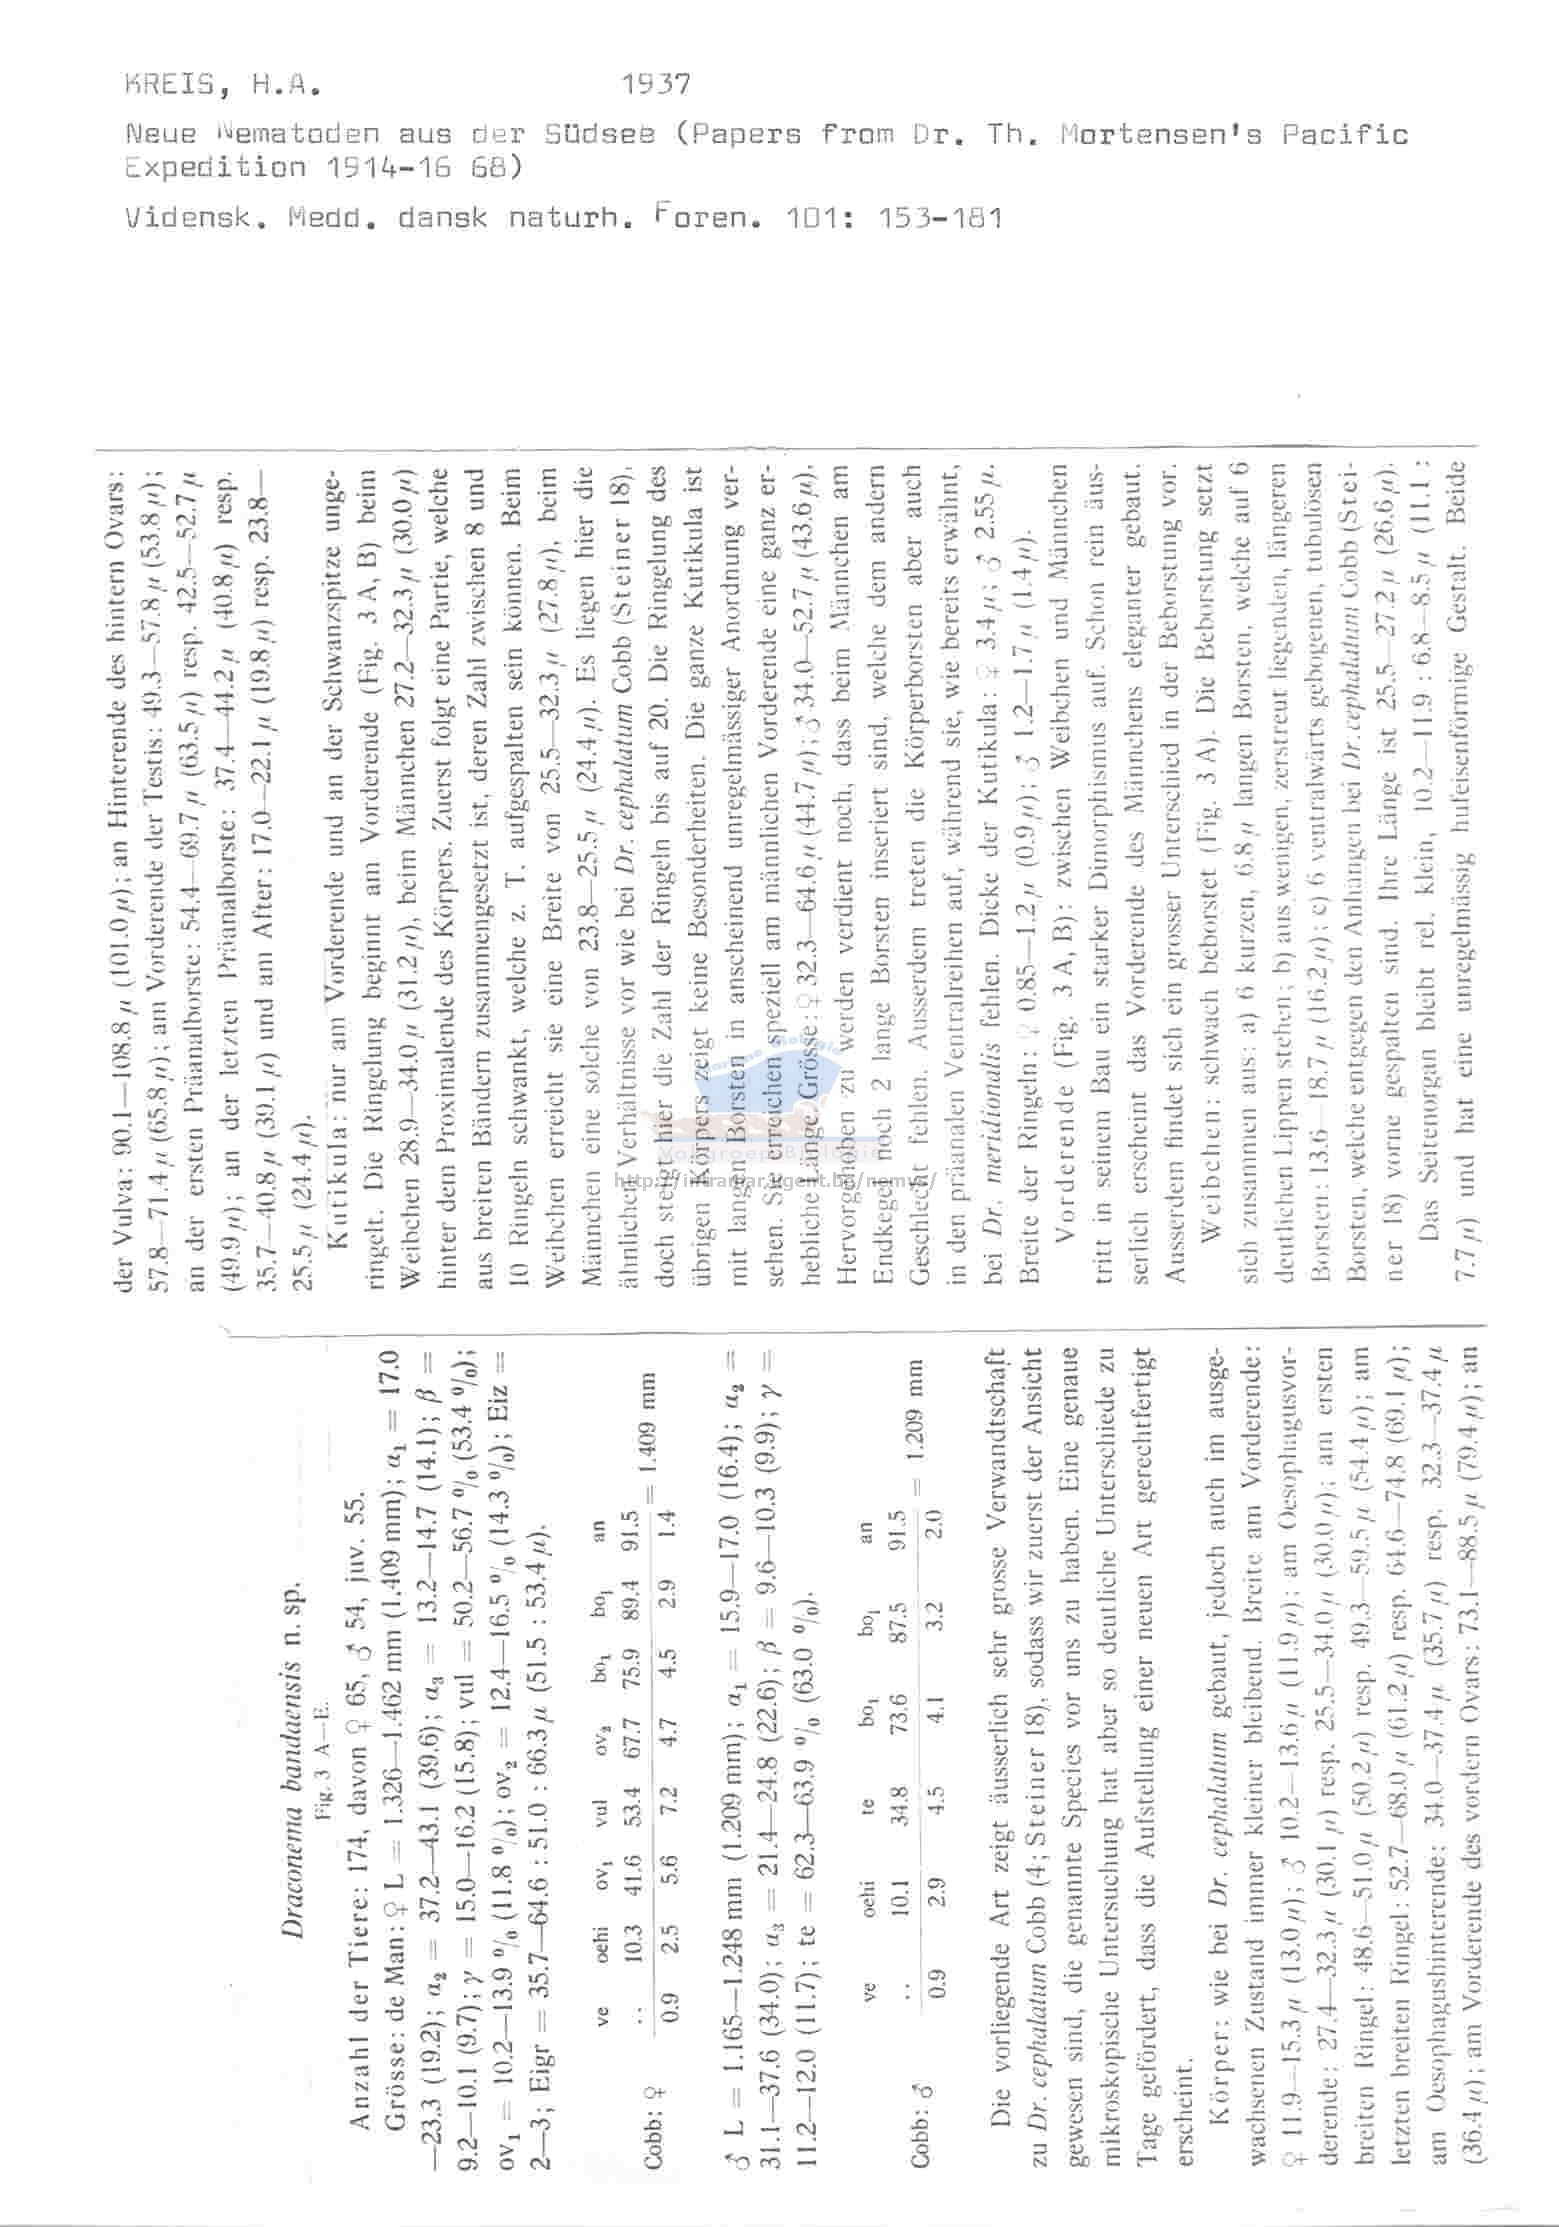 KREIS, H.A. 1937
Neue Nematoden aus der Südsee (Papers from Dr. Th. Mortensen's Pacific
Expedition 1914-16 68)
Vidensk. Medd. dansk naturh. Foren. 101: 153-181
Draconema bandaensis n. sp.
Fig. 3 A—E.
Anzahl der Tiere: 174, davon ♀ 65, ♂ 54, juv. 55.
Grösse: de Man: ♀ L = 1.326—1.462 mm (1.409 mm); α₁ = 17.0
—23.3 (19.2); α₂ = 37.2—43.1 (39.6); α₃ = 13.2—14.7 (14.1); β =
9.2—10.1 (9.7); γ = 15.0—16.2 (15.8); vul = 50.2—56.7 % (53.4 %);
ov₁ = 10.2—13.9 % (11.8 %); ov₂ = 12.4—16.5 % (14.3 %); Eiz =
2—3; Eigr = 35.7—64.6 : 51.0 : 66.3 μ (51.5 : 53.4 μ).
ve oehi ov₁ vul ov₂ bo₁ bo₁ an
·· 10.3 41.6 53.4 67.7 75.9 89.4 91.5
Cobb: ♀ = 1.409 mm
0.9 2.5 5.6 7.2 4.7 4.5 2.9 1.4
♂ L = 1.165—1.248 mm (1.209 mm); α₁ = 15.9—17.0 (16.4); α₂ =
31.1—37.6 (34.0); α₃ = 21.4—24.8 (22.6); β = 9.6—10.3 (9.9); γ =
11.2—12.0 (11.7); te = 62.3—63.9 % (63.0 %).
ve oehi te bo₁ bo₁ an
·· 10.1 34.8 73.6 87.5 91.5
Cobb: ♂ = 1.209 mm
0.9 2.9 4.5 4.1 3.2 2.0
Die vorliegende Art zeigt äusserlich sehr grosse Verwandtschaft
zu Dr. cephalatum Cobb (4; Steiner 18), sodass wir zuerst der Ansicht
gewesen sind, die genannte Species vor uns zu haben. Eine genaue
mikroskopische Untersuchung hat aber so deutliche Unterschiede zu
Tage gefördert, dass die Aufstellung einer neuen Art gerechtfertigt
erscheint.
Körper: wie bei Dr. cephalatum gebaut, jedoch auch im ausge-
wachsenen Zustand immer kleiner bleibend. Breite am Vorderende:
♀ 11.9—15.3 μ (13.0 μ); ♂ 10.2—13.6 μ (11.9 μ); am Oesophagusvor-
derende: 27.4—32.3 μ (30.1 μ) resp. 25.5—34.0 μ (30.0 μ); am ersten
breiten Ringel: 48.6—51.0 μ (50.2 μ) resp. 49.3—59.5 μ (54.4 μ); am
letzten breiten Ringel: 52.7—68.0 μ (61.2 μ) resp. 64.6—74.8 (69.1 μ);
am Oesophagushinterende: 34.0—37.4 μ (35.7 μ) resp. 32.3—37.4 μ
(36.4 μ); am Vorderende des vordern Ovars: 73.1—88.5 μ (79.4 μ); an
der Vulva: 90.1—108.8 μ (101.0 μ); an Hinterende des hintern Ovars:
57.8—71.4 μ (65.8 μ); am Vorderende der Testis: 49.3—57.8 μ (53.8 μ);
an der ersten Präanalborste: 54.4—69.7 μ (63.5 μ) resp. 42.5—52.7 μ
(49.9 μ); an der letzten Präanalborste: 37.4—44.2 μ (40.8 μ) resp.
35.7—40.8 μ (39.1 μ) und am After: 17.0—22.1 μ (19.8 μ) resp. 23.8—
25.5 μ (24.4 μ).
Kutikula: nur am Vorderende und an der Schwanzspitze unge-
ringelt. Die Ringelung beginnt am Vorderende (Fig. 3 A, B) beim
Weibchen 28.9—34.0 μ (31.2 μ), beim Männchen 27.2—32.3 μ (30.0 μ)
hinter dem Proximalende des Körpers. Zuerst folgt eine Partie, welche
aus breiten Bändern zusammengesetzt ist, deren Zahl zwischen 8 und
10 Ringeln schwankt, welche z. T. aufgespalten sein können. Beim
Weibchen erreicht sie eine Breite von 25.5—32.3 μ (27.8 μ), beim
Männchen eine solche von 23.8—25.5 μ (24.4 μ). Es liegen hier die
ähnlichen Verhältnisse vor wie bei Dr. cephalatum Cobb (Steiner 18),
doch steigt hier die Zahl der Ringeln bis auf 20. Die Ringelung des
übrigen Körpers zeigt keine Besonderheiten. Die ganze Kutikula ist
mit langen Borsten in anscheinend unregelmässiger Anordnung ver-
sehen. Sie erreichen speziell am männlichen Vorderende eine ganz er-
hebliche Länge. Grösse: ♀ 32.3—64.6 μ (44.7 μ); ♂ 34.0—52.7 μ (43.6 μ).
Hervorgehoben zu werden verdient noch, dass beim Männchen am
Endkegel noch 2 lange Borsten inseriert sind, welche dem andern
Geschlecht fehlen. Ausserdem treten die Körperborsten aber auch
in den präanalen Ventralreihen auf, während sie, wie bereits erwähnt,
bei Dr. meridionalis fehlen. Dicke der Kutikula: ♀ 3.4 μ; ♂ 2.55 μ.
Breite der Ringeln: ♀ 0.85—1.2 μ (0.9 μ); ♂ 1.2—1.7 μ (1.4 μ).
Vorderende (Fig. 3 A, B): zwischen Weibchen und Männchen
tritt in seinem Bau ein starker Dimorphismus auf. Schon rein äus-
serlich erscheint das Vorderende des Männchens eleganter gebaut.
Ausserdem findet sich ein grosser Unterschied in der Beborstung vor.
Weibchen: schwach beborstet (Fig. 3 A). Die Beborstung setzt
sich zusammen aus: a) 6 kurzen, 6.8 μ langen Borsten, welche auf 6
deutlichen Lippen stehen; b) aus wenigen, zerstreut liegenden, längeren
Borsten: 13.6—18.7 μ (16.2 μ); c) 6 ventralwärts gebogenen, tubulösen
Borsten, welche entgegen den Anhängen bei Dr. cephalatum Cobb (Stei-
ner 18) vorne gespalten sind. Ihre Länge ist 25.5—27.2 μ (26.6 μ).
Das Seitenorgan bleibt rel. klein, 10.2—11.9 : 6.8—8.5 μ (11.1 :
7.7 μ) und hat eine unregelmässig hufeisenförmige Gestalt. Beide
Marine Biologie
Vakgroep Biologie
http://intramar.ugent.be/nemys/